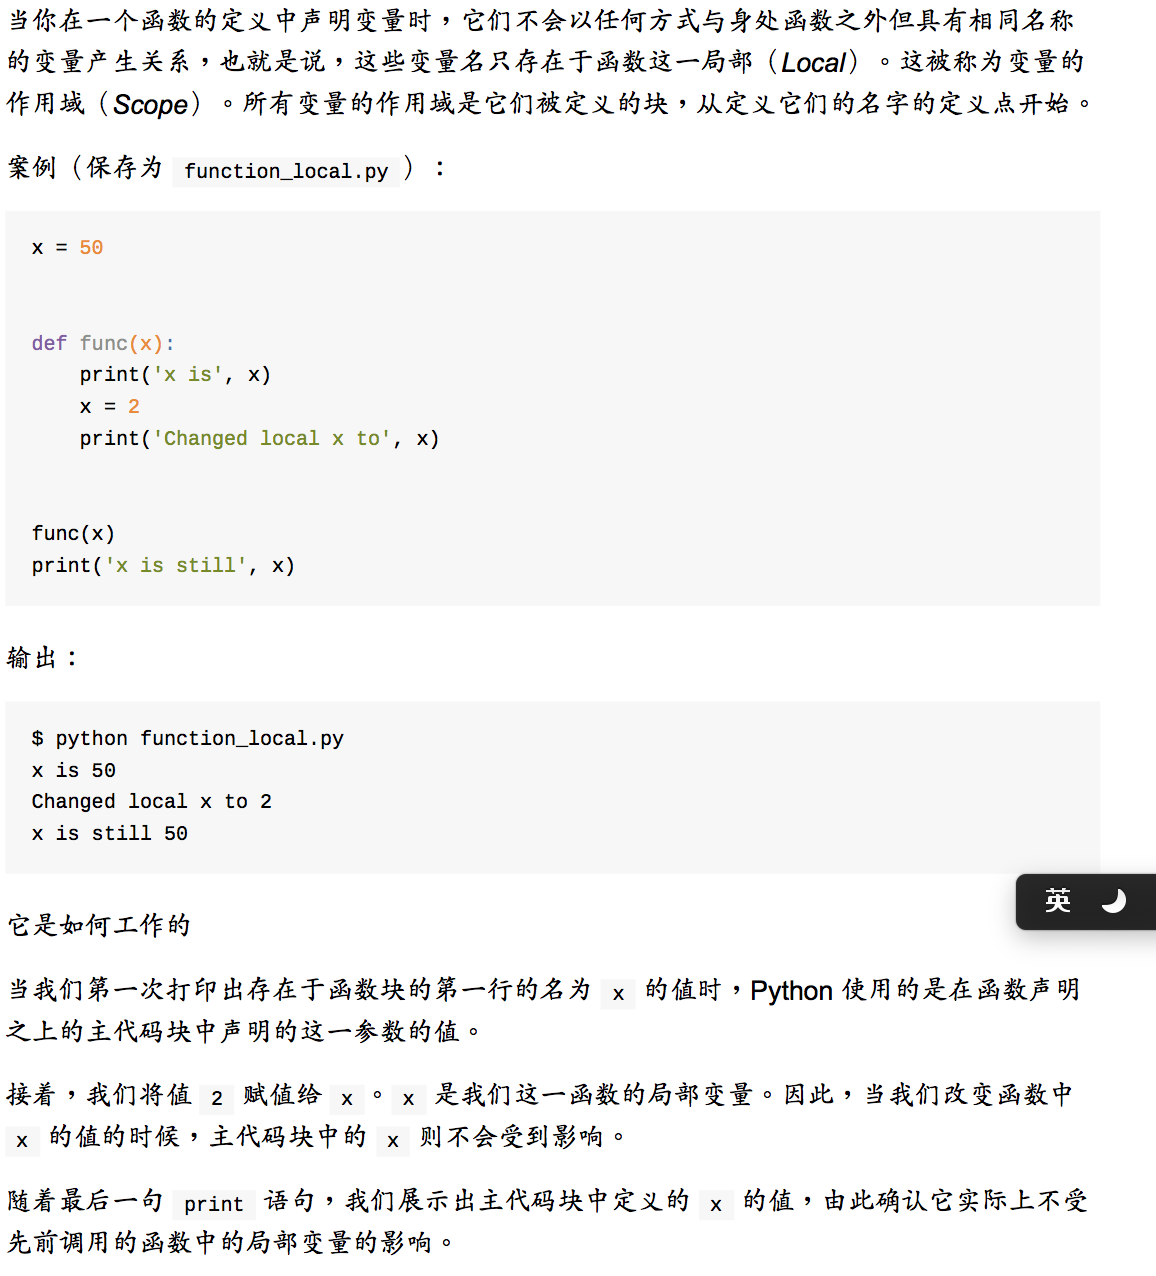 当你在一个函数的定义中声明变量时，它们不会以任何方式与身处函数之外但具有相同名称
的变量产生关系，也就是说，这些变量名只存在于函数这一局部（Local）。这被称为变量的
作用域（Scope）。所有变量的作用域是它们被定义的块，从定义它们的名字的定义点开始。
案例（保存为 function_local.py）：
x = 50
def func(x):
    print('x is', x)
    x = 2
    print('Changed local x to', x)
func(x)
print('x is still', x)
输出：
$ python function_local.py
x is 50
Changed local x to 2
x is still 50
英
它是如何工作的
当我们第一次打印出存在于函数块的第一行的名为 x 的值时，Python 使用的是在函数声明
之上的主代码块中声明的这一参数的值。
接着，我们将值 2 赋值给 x。x 是我们这一函数的局部变量。因此，当我们改变函数中
x 的值的时候，主代码块中的 x 则不会受到影响。
随着最后一句 print 语句，我们展示出主代码块中定义的 x 的值，由此确认它实际上不受
先前调用的函数中的局部变量的影响。